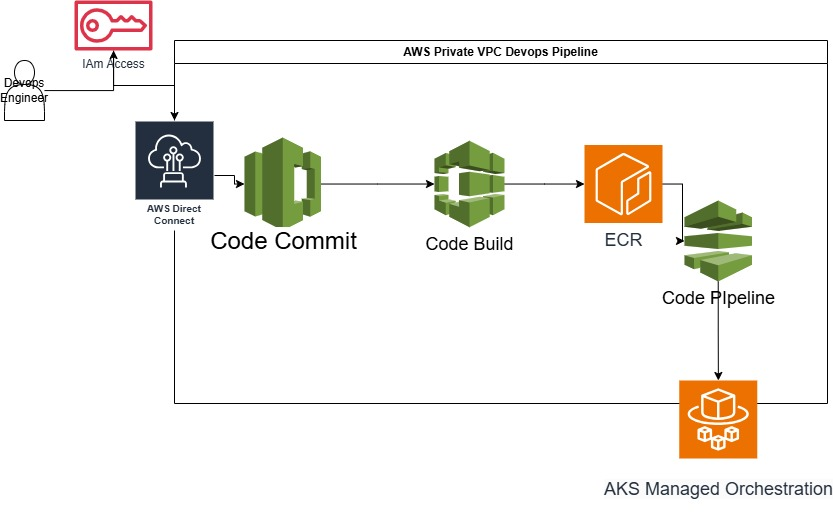 IAm Access
AWS Private VPC Devops Pipeline
Devops
Engineer
AWS Direct
Connect
Code Commit
Code Build
ECR
Code PIpeline
AKS Managed Orchestration